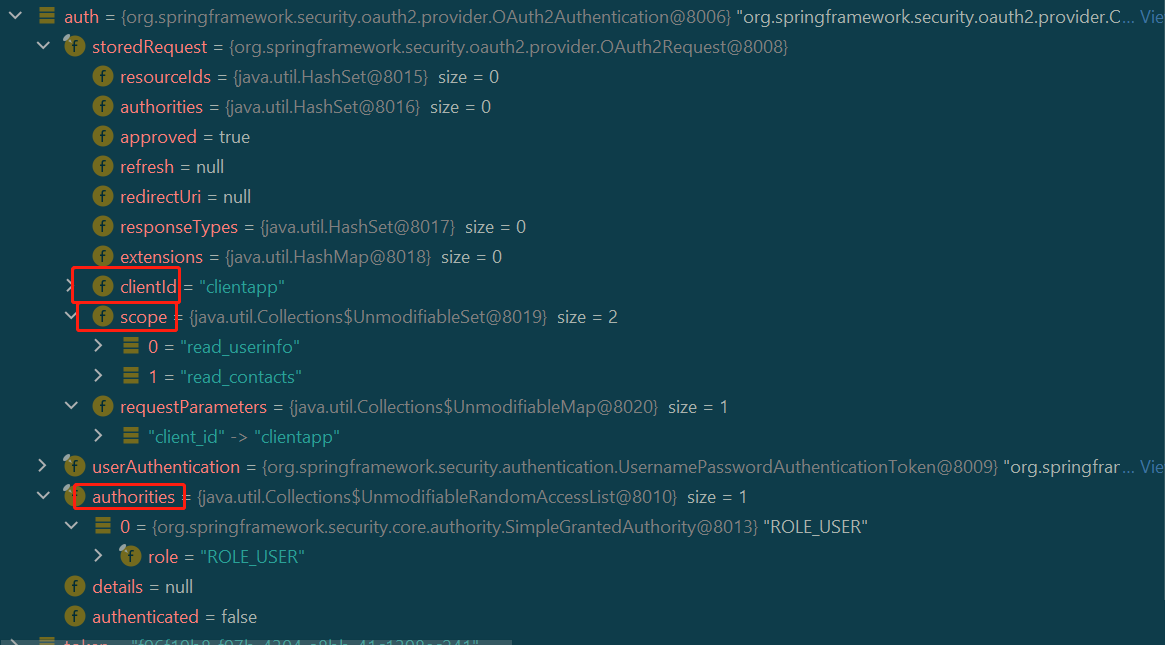 auth = {org.springframework.security.oauth2.provider.OAuth2Authentication@8006} "org.springframework.security.oauth2.provider.C... Vie
f storedRequest = {org.springframework.security.oauth2.provider.OAuth2Request@8008}
f resourceIds = {java.util.HashSet@8015} size = 0
f authorities = {java.util.HashSet@8016} size = 0
f approved = true
f refresh = null
f redirectUri = null
f responseTypes = {java.util.HashSet@8017} size = 0
f extensions = {java.util.HashMap@8018} size = 0
f clientId = "clientapp"
f scope = {java.util.Collections$UnmodifiableSet@8019} size = 2
0 = "read_userinfo"
1 = "read_contacts"
f requestParameters = {java.util.Collections$UnmodifiableMap@8020} size = 1
"client_id" -> "clientapp"
f userAuthentication = {org.springframework.security.authentication.UsernamePasswordAuthenticationToken@8009} "org.springfrar... Vie
f authorities = {java.util.Collections$UnmodifiableRandomAccessList@8010} size = 1
0 = {org.springframework.security.core.authority.SimpleGrantedAuthority@8013} "ROLE_USER"
f role = "ROLE_USER"
f details = null
f authenticated = false